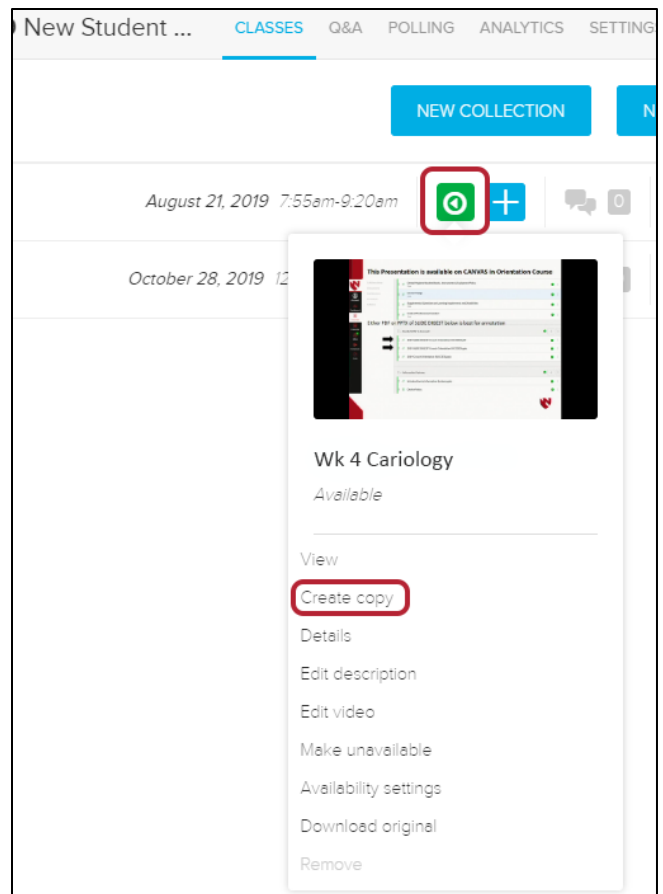 New Student ... CLASSES Q&A POLLING ANALYTICS SETTING
NEW COLLECTION N
August 21, 2019 7:55am-9:20am 0
October 28, 2019 12
This Presentation is available on CANVAS in Orientation Course
Wk 4 Cariology
Available
View
Create copy
Details
Edit description
Edit video
Make unavailable
Availability settings
Download original
Remove